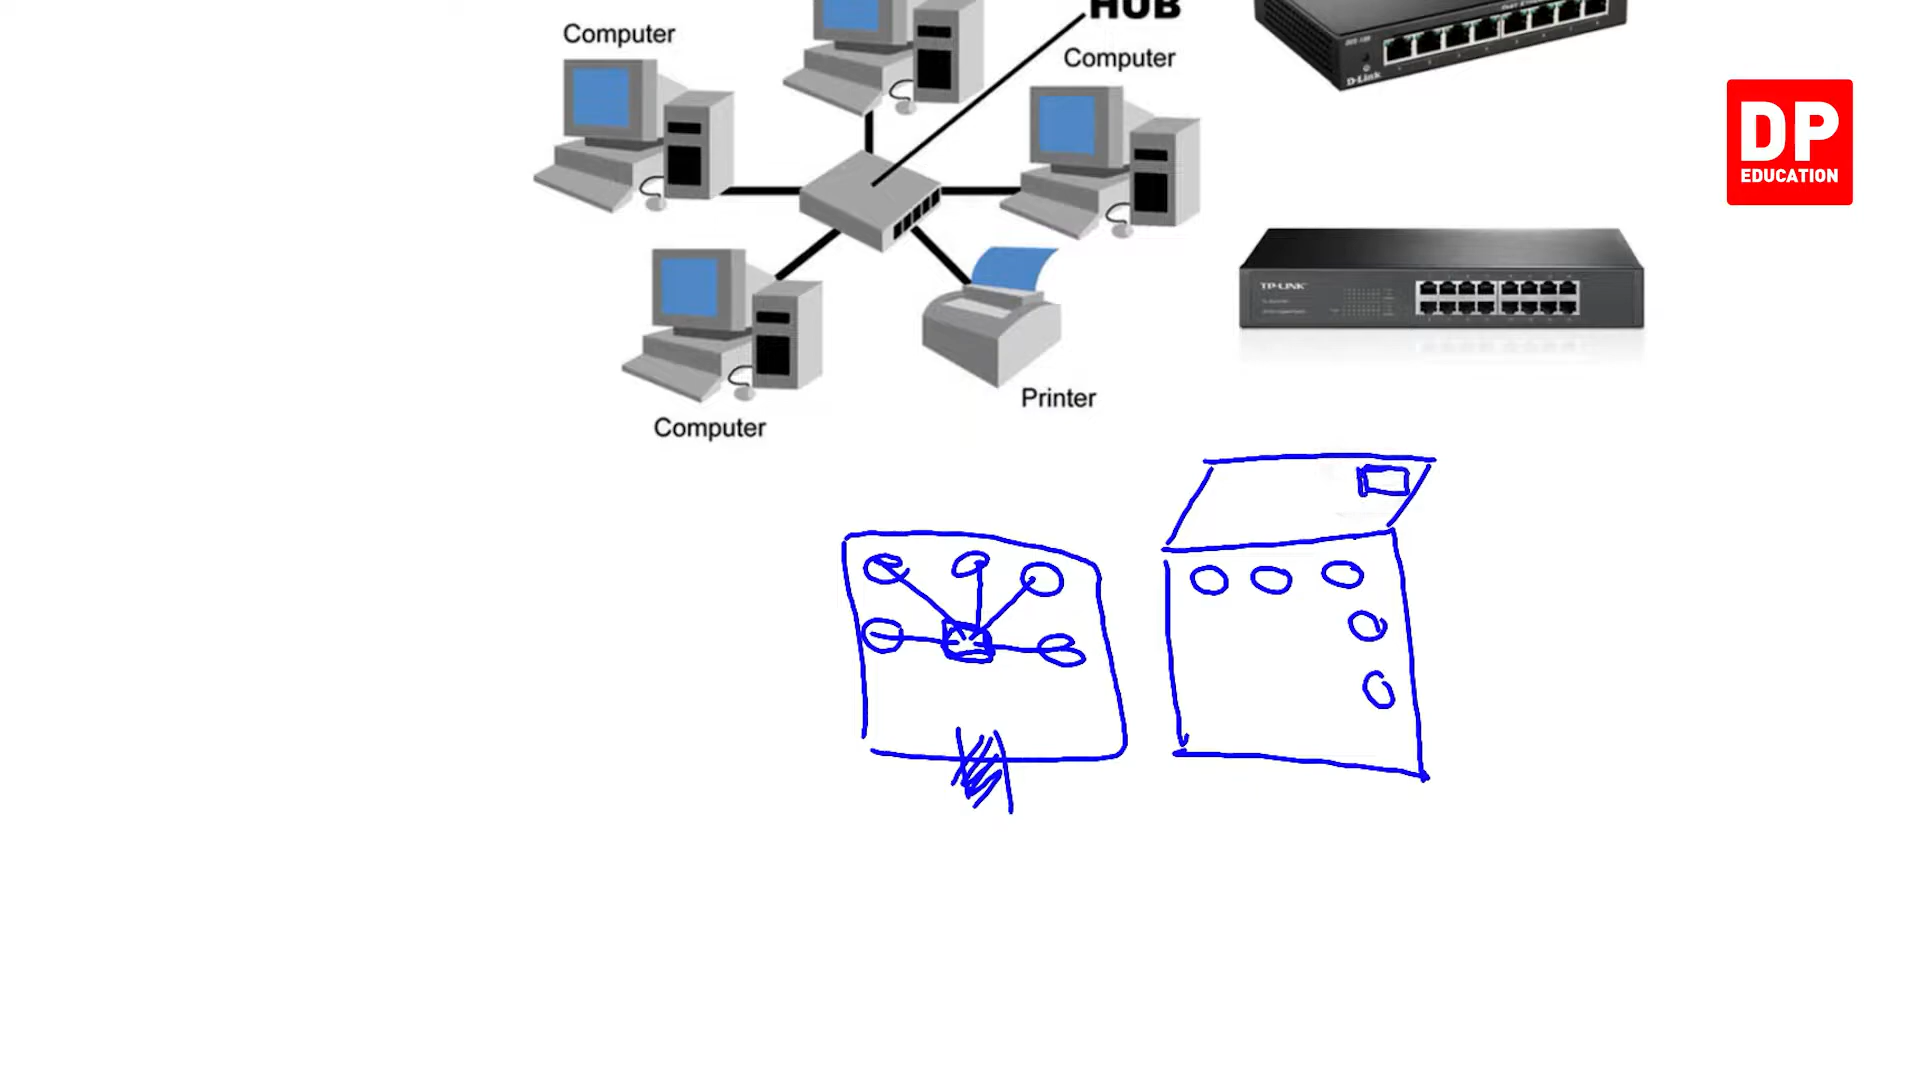 HUB
Computer
Computer
D-Link
DP
EDUCATION
TP-LINK
Printer
Computer